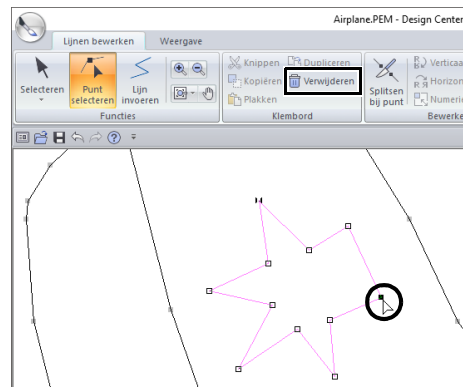 Airplane.PEM - Design Center
Lijnen bewerken Weergave
Selecteren
Punt selecteren
Lijn invoeren
Functies
Knippen
Dupliceren
Kopiëren
Verwijderen
Plakken
Klembord
Splitsen bij punt
Verticaa
Horizon
Numeri
Bewerke